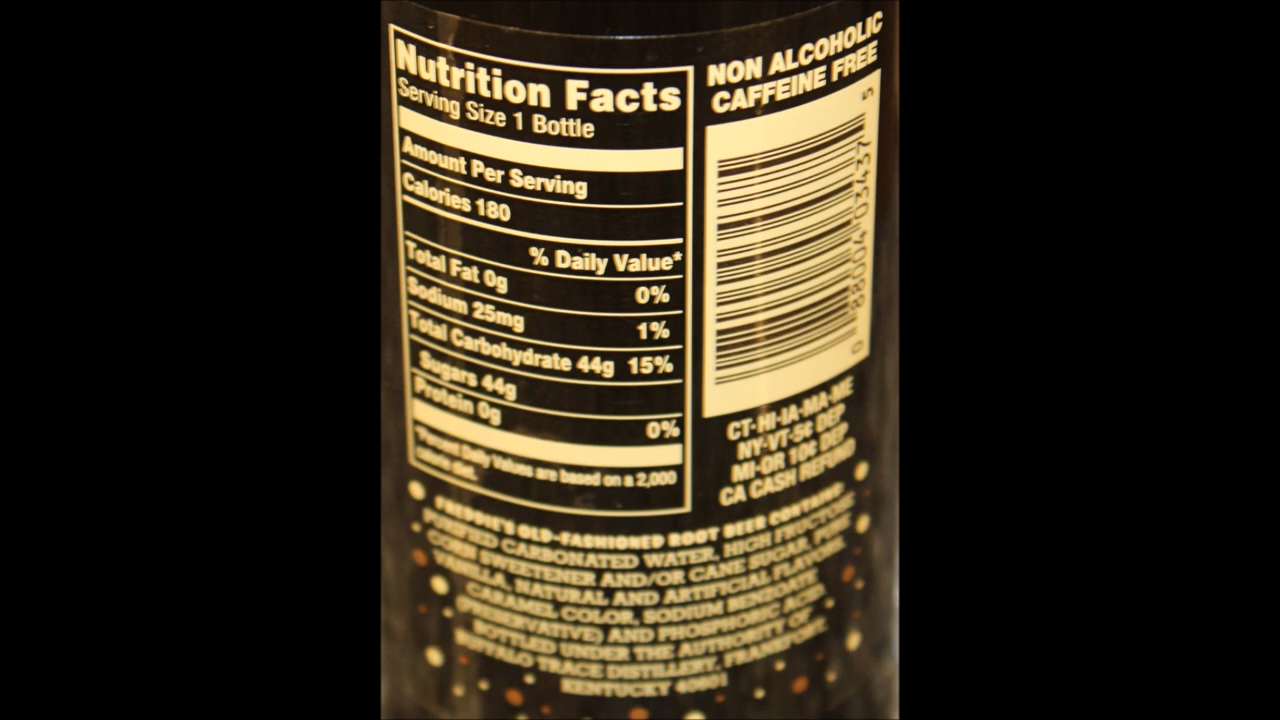 Nutrition Facts
Serving Size 1 Bottle
Amount Per Serving
Calories 180
% Daily Value*
Total Fat 0g 0%
Sodium 25mg 1%
Total Carbohydrate 44g 15%
Sugars 44g
Protein 0g 0%
*Percent Daily Values are based on a 2,000
calorie diet.
NON ALCOHOLIC
CAFFEINE FREE
0 88004 03437 5
CT-HI-IA-MA-ME
NY-VT-5¢ DEP
MI-OR 10¢ DEP
CA CASH REFUND
FREDDIE'S OLD-FASHIONED ROOT BEER CONTAINS
PURIFIED CARBONATED WATER, HIGH FRUCTOSE
CORN SWEETENER AND/OR CANE SUGAR, PURE
VANILLA, NATURAL AND ARTIFICIAL FLAVORS,
CARAMEL COLOR, SODIUM BENZOATE
(PRESERVATIVE) AND PHOSPHORIC ACID.
BOTTLED UNDER THE AUTHORITY OF
BUFFALO TRACE DISTILLERY, FRANKFORT,
KENTUCKY 40601